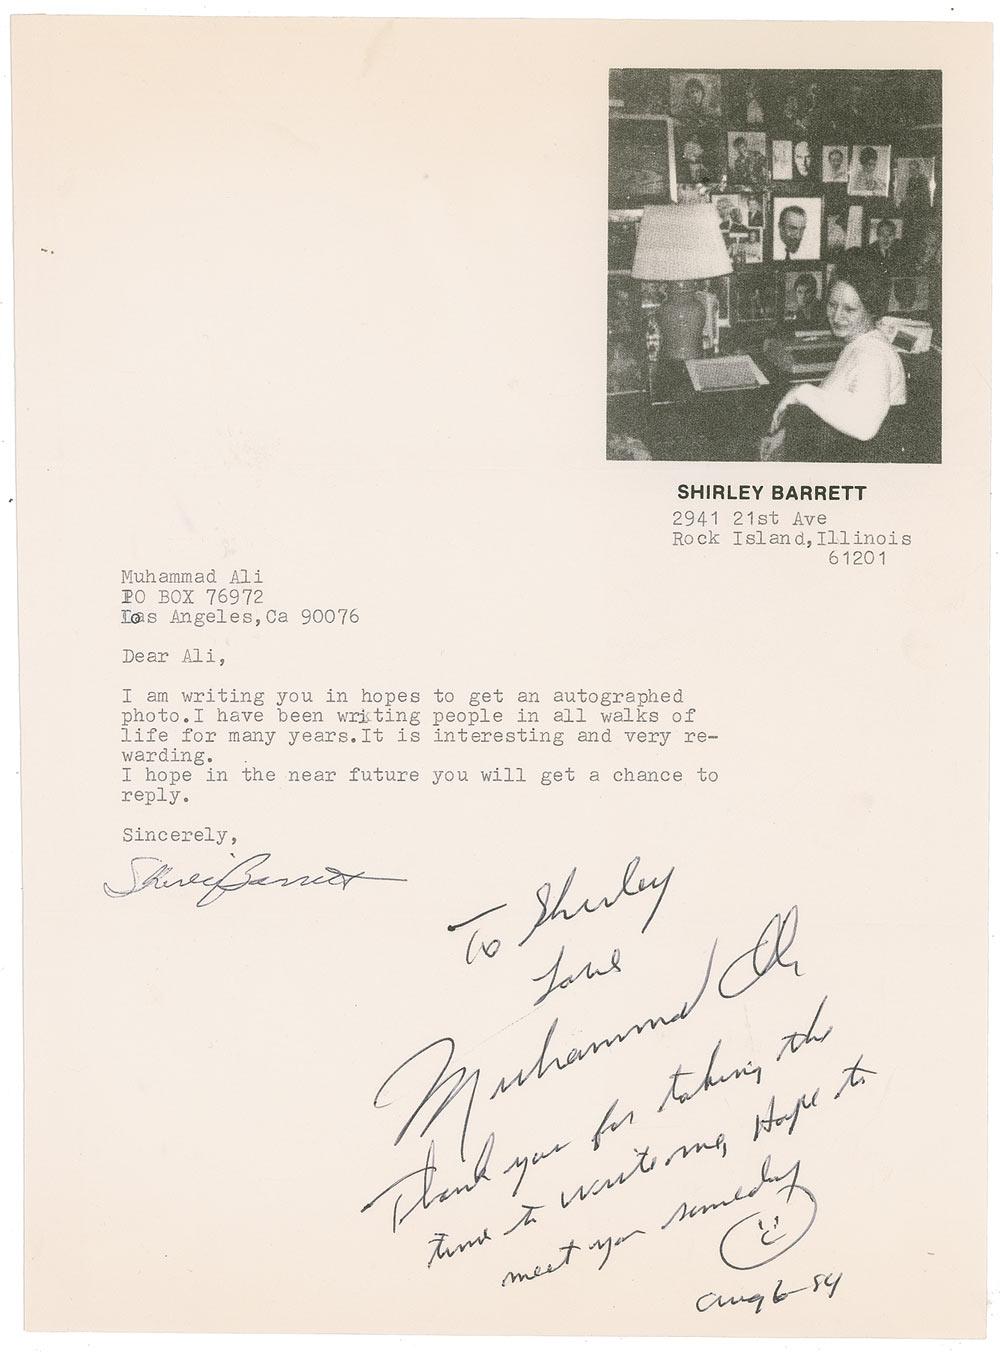 SHIRLEY BARRETT
2941 21st Ave
Rock Island,Illinois
61201
Muhammad Ali
PO BOX 76972
Los Angeles,Ca 90076
Dear Ali,
I am writing you in hopes to get an autographed
photo.I have been writing people in all walks of
life for many years.It is interesting and very re-
warding.
I hope in the near future you will get a chance to
reply.
Sincerely,
Shirley Barrett
To Shirley
Love
Muhammad Ali
Thank you for taking the
time to write me, Hope to
meet you someday
Aug 6-84